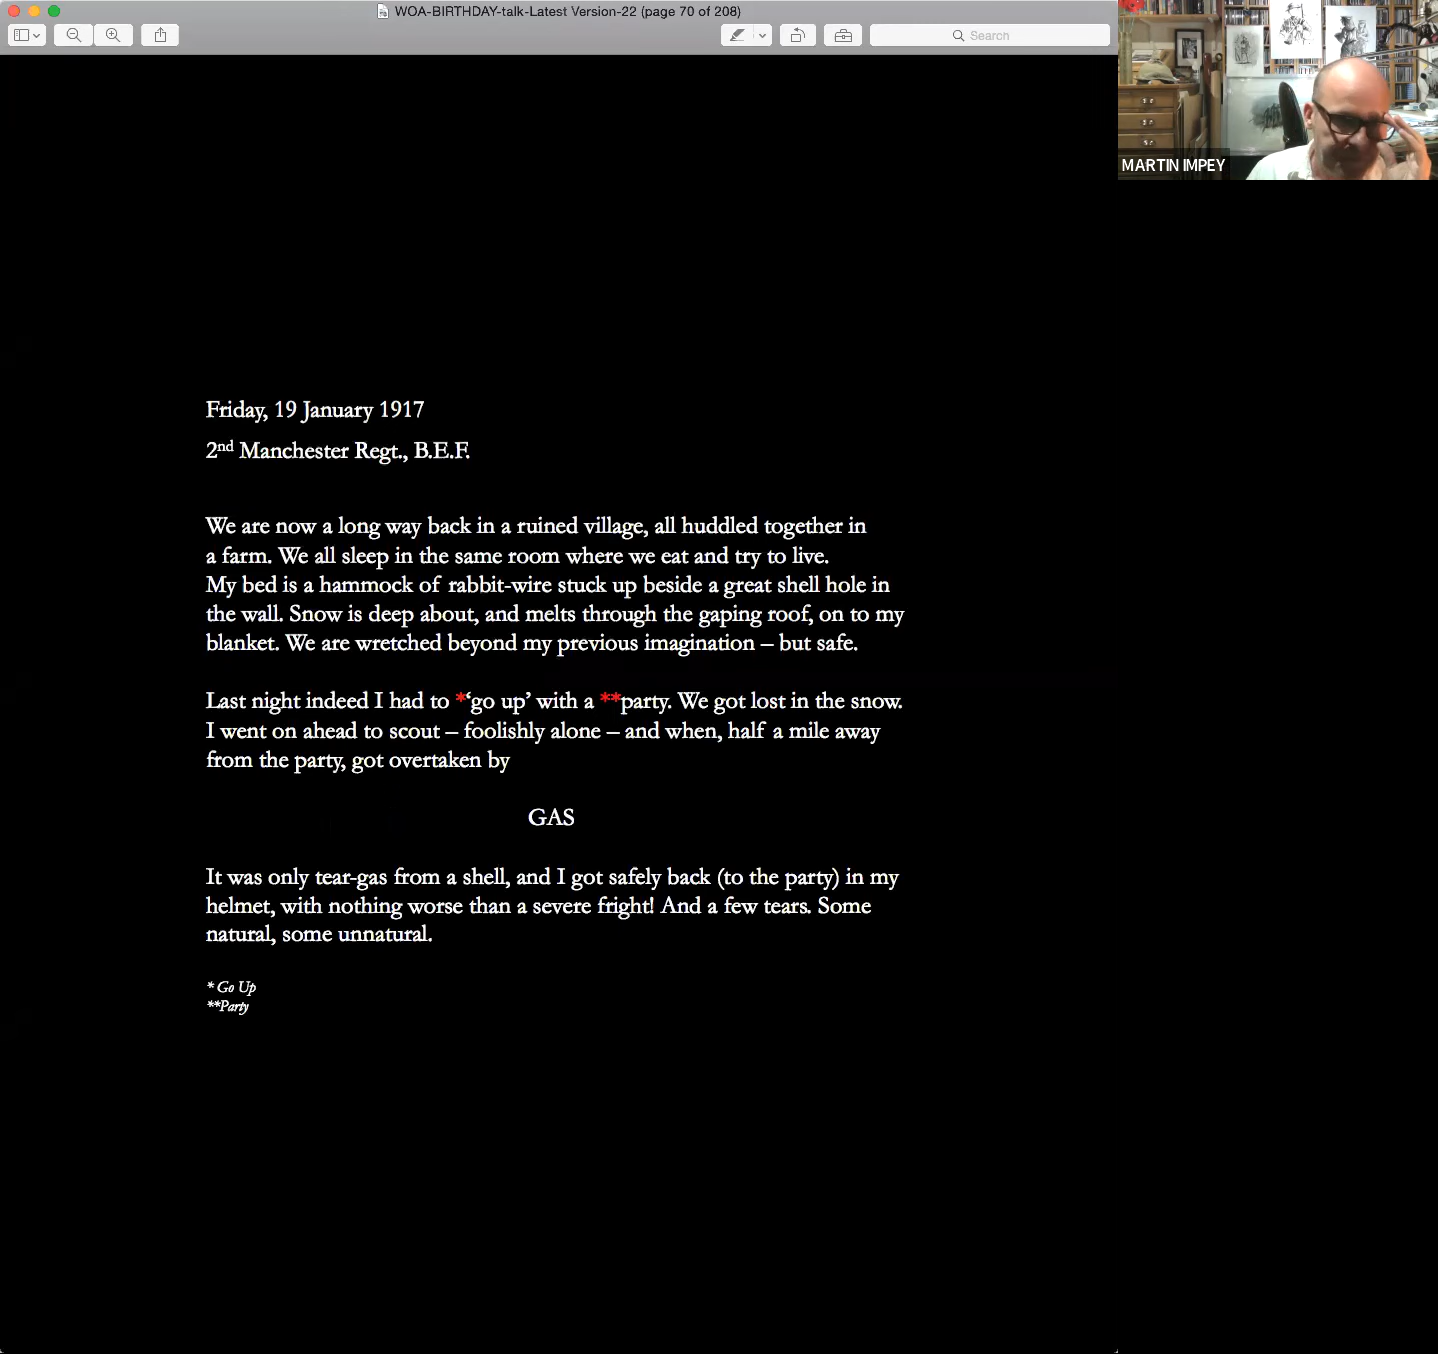 WOA-BIRTHDAY-talk-Latest Version-22 (page 70 of 208)
Search
MARTIN IMPEY
Friday, 19 January 1917
2nd Manchester Regt., B.E.F.
We are now a long way back in a ruined village, all huddled together in
a farm. We all sleep in the same room where we eat and try to live.
My bed is a hammock of rabbit-wire stuck up beside a great shell hole in
the wall. Snow is deep about, and melts through the gaping roof, on to my
blanket. We are wretched beyond my previous imagination – but safe.
Last night indeed I had to *‘go up’ with a **party. We got lost in the snow.
I went on ahead to scout – foolishly alone – and when, half a mile away
from the party, got overtaken by
GAS
It was only tear-gas from a shell, and I got safely back (to the party) in my
helmet, with nothing worse than a severe fright! And a few tears. Some
natural, some unnatural.
* Go Up
**Party